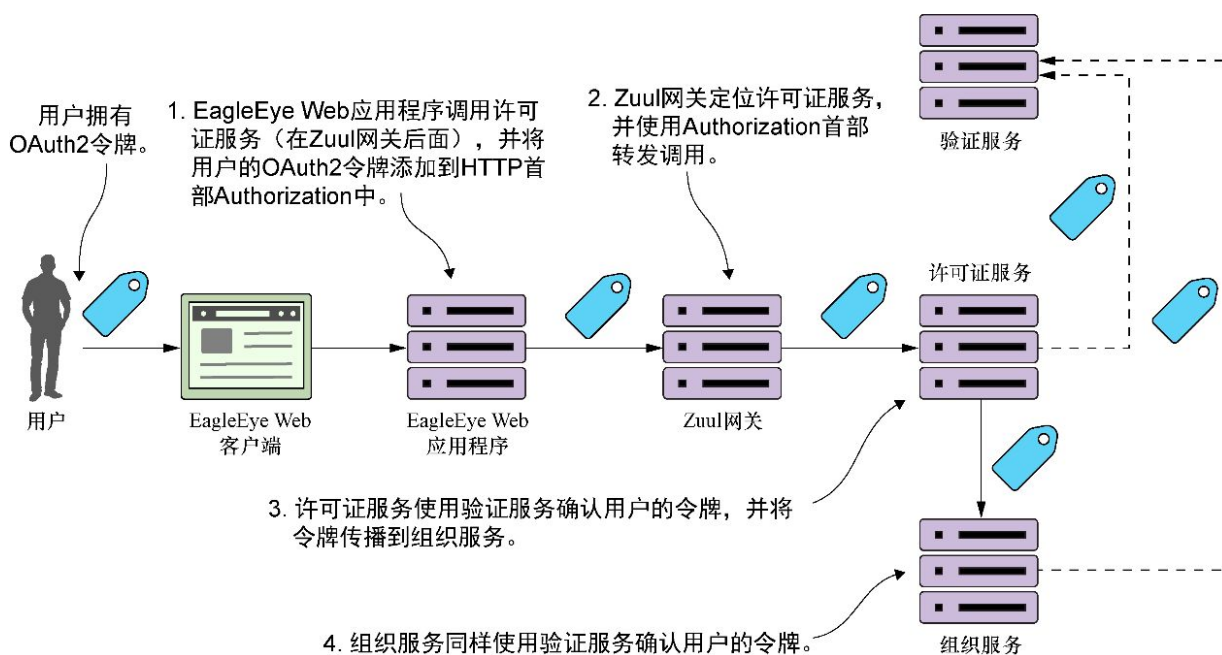 用户拥有
OAuth2令牌。
1. EagleEye Web应用程序调用许可
证服务（在Zuul网关后面），并将
用户的OAuth2令牌添加到HTTP首
部Authorization中。
2. Zuul网关定位许可证服务，
并使用Authorization首部
转发调用。
验证服务
许可证服务
用户
EagleEye Web
客户端
EagleEye Web
应用程序
Zuul网关
3. 许可证服务使用验证服务确认用户的令牌，并将
令牌传播到组织服务。
4. 组织服务同样使用验证服务确认用户的令牌。
组织服务